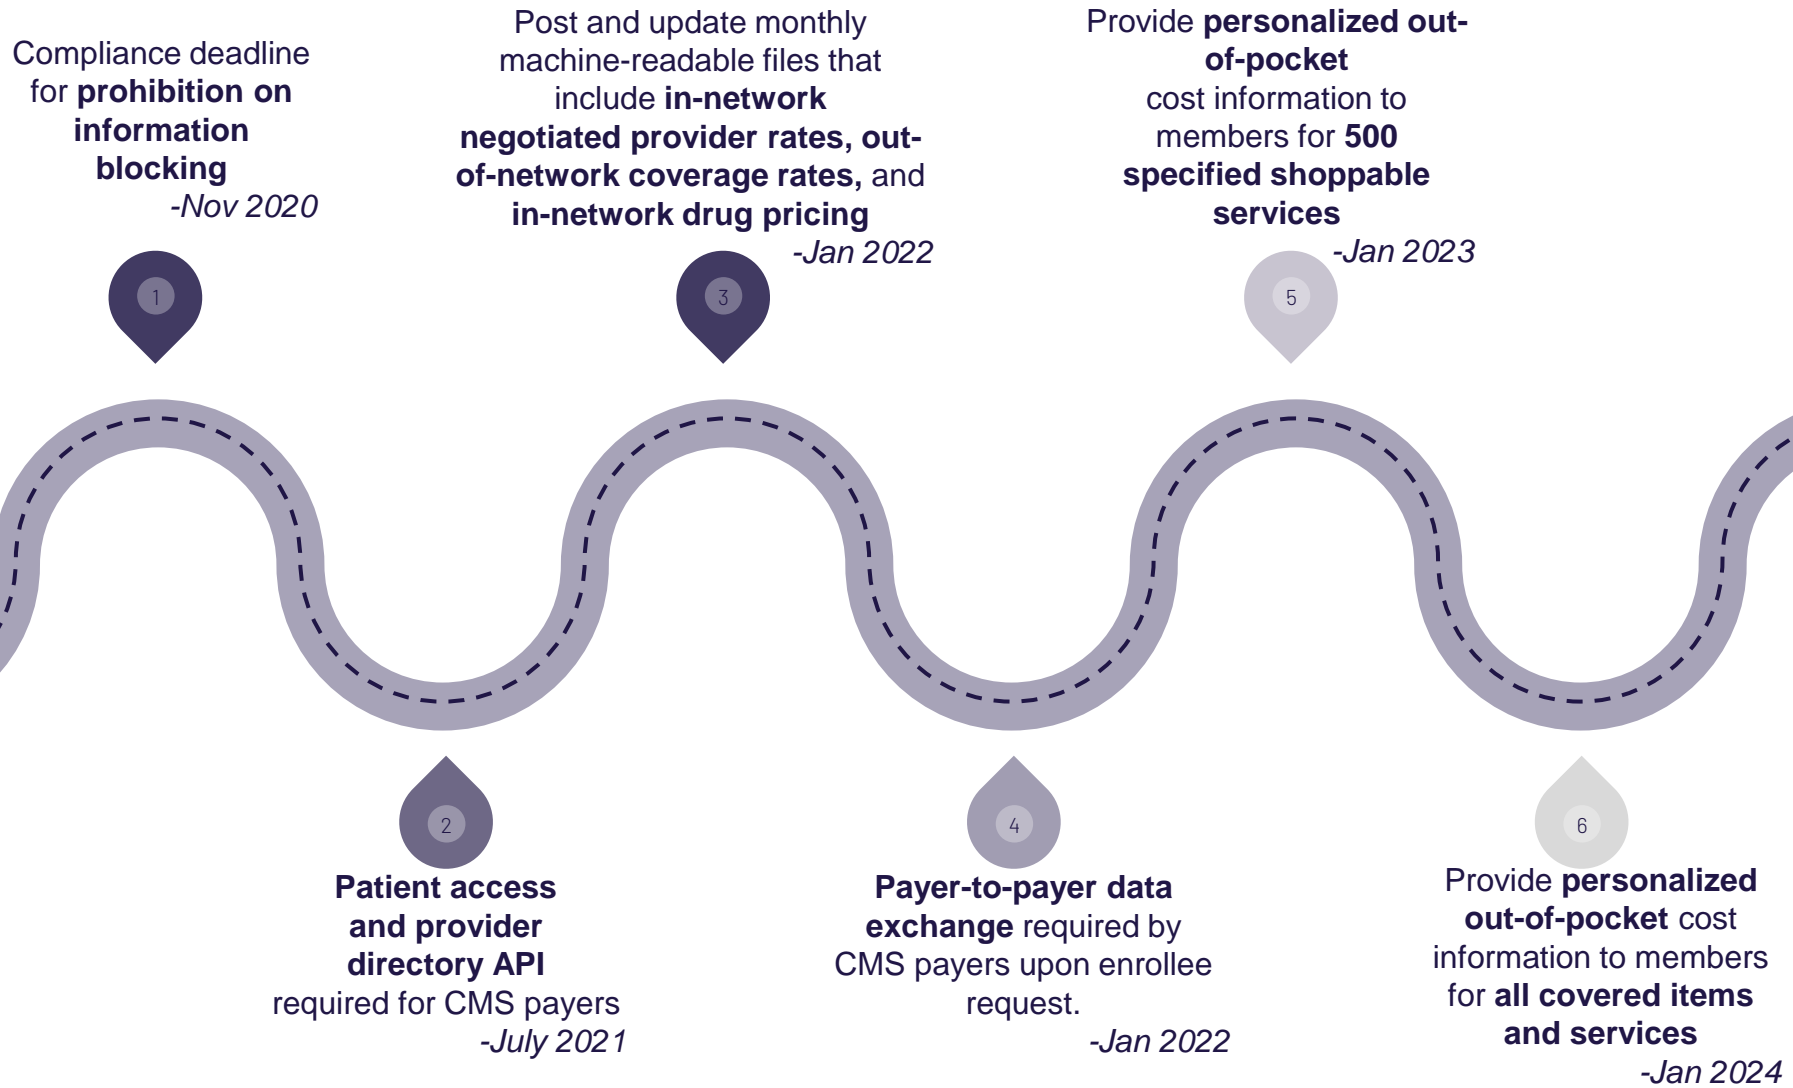 Compliance deadline
for prohibition on
information
blocking
-Nov 2020
1
Patient access
and provider
directory API
required for CMS payers
-July 2021
2
Post and update monthly
machine-readable files that
include in-network
negotiated provider rates, out-
of-network coverage rates, and
in-network drug pricing
-Jan 2022
3
Payer-to-payer data
exchange required by
CMS payers upon enrollee
request.
-Jan 2022
4
Provide personalized out-
of-pocket
cost information to
members for 500
specified shoppable
services
-Jan 2023
5
Provide personalized
out-of-pocket cost
information to members
for all covered items
and services
-Jan 2024
6